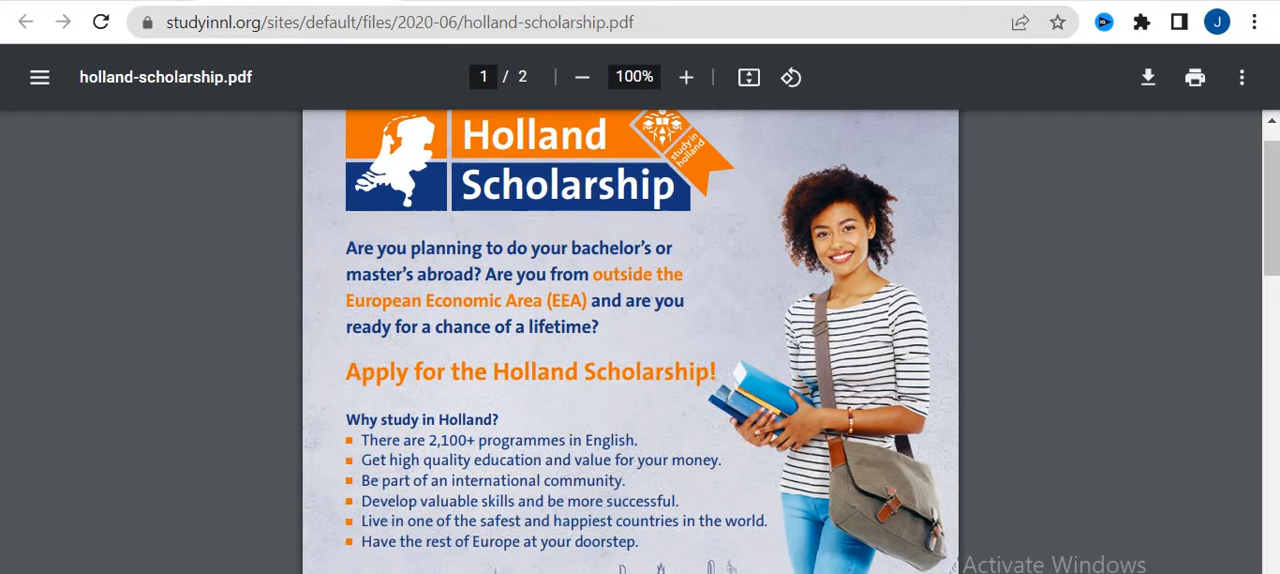 studyinnl.org/sites/default/files/2020-06/holland-scholarship.pdf
J
holland-scholarship.pdf
1 / 2
100%
Holland
Scholarship
study in
holland
Are you planning to do your bachelor's or
master's abroad? Are you from outside the
European Economic Area (EEA) and are you
ready for a chance of a lifetime?
Apply for the Holland Scholarship!
Why study in Holland?
There are 2,100+ programmes in English.
Get high quality education and value for your money.
Be part of an international community.
Develop valuable skills and be more successful.
Live in one of the safest and happiest countries in the world.
Have the rest of Europe at your doorstep.
Activate Windows